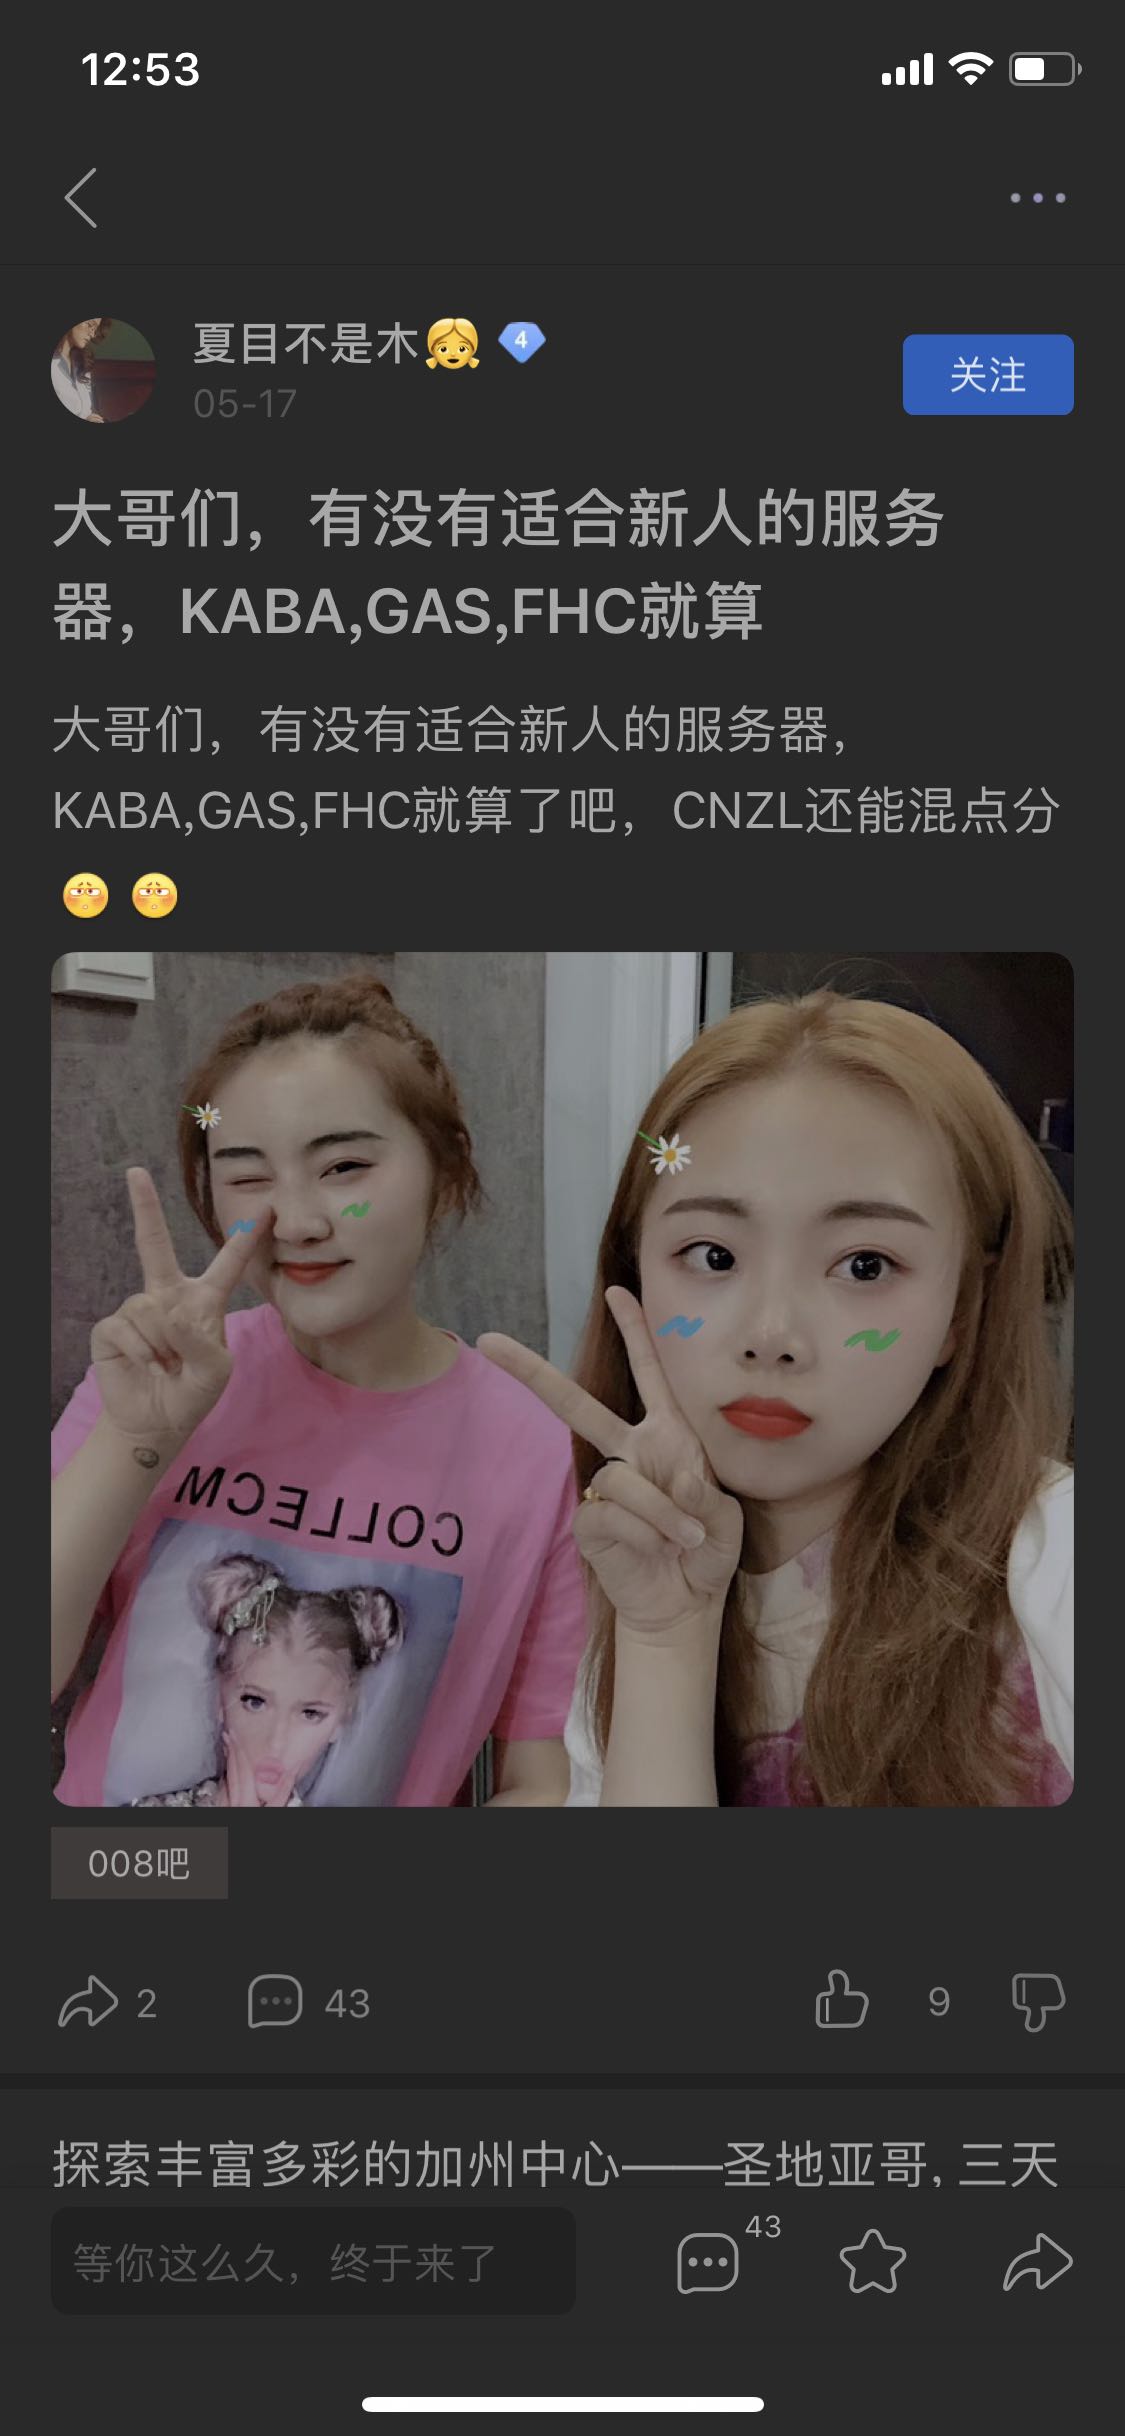 12:53
夏目不是木👧 4
05-17
关注
大哥们，有没有适合新人的服务
器，KABA,GAS,FHC就算
大哥们，有没有适合新人的服务器，
KABA,GAS,FHC就算了吧，CNZL还能混点分
COLLECM
008吧
2
43
9
探索丰富多彩的加州中心——圣地亚哥, 三天
等你这么久，终于来了
43